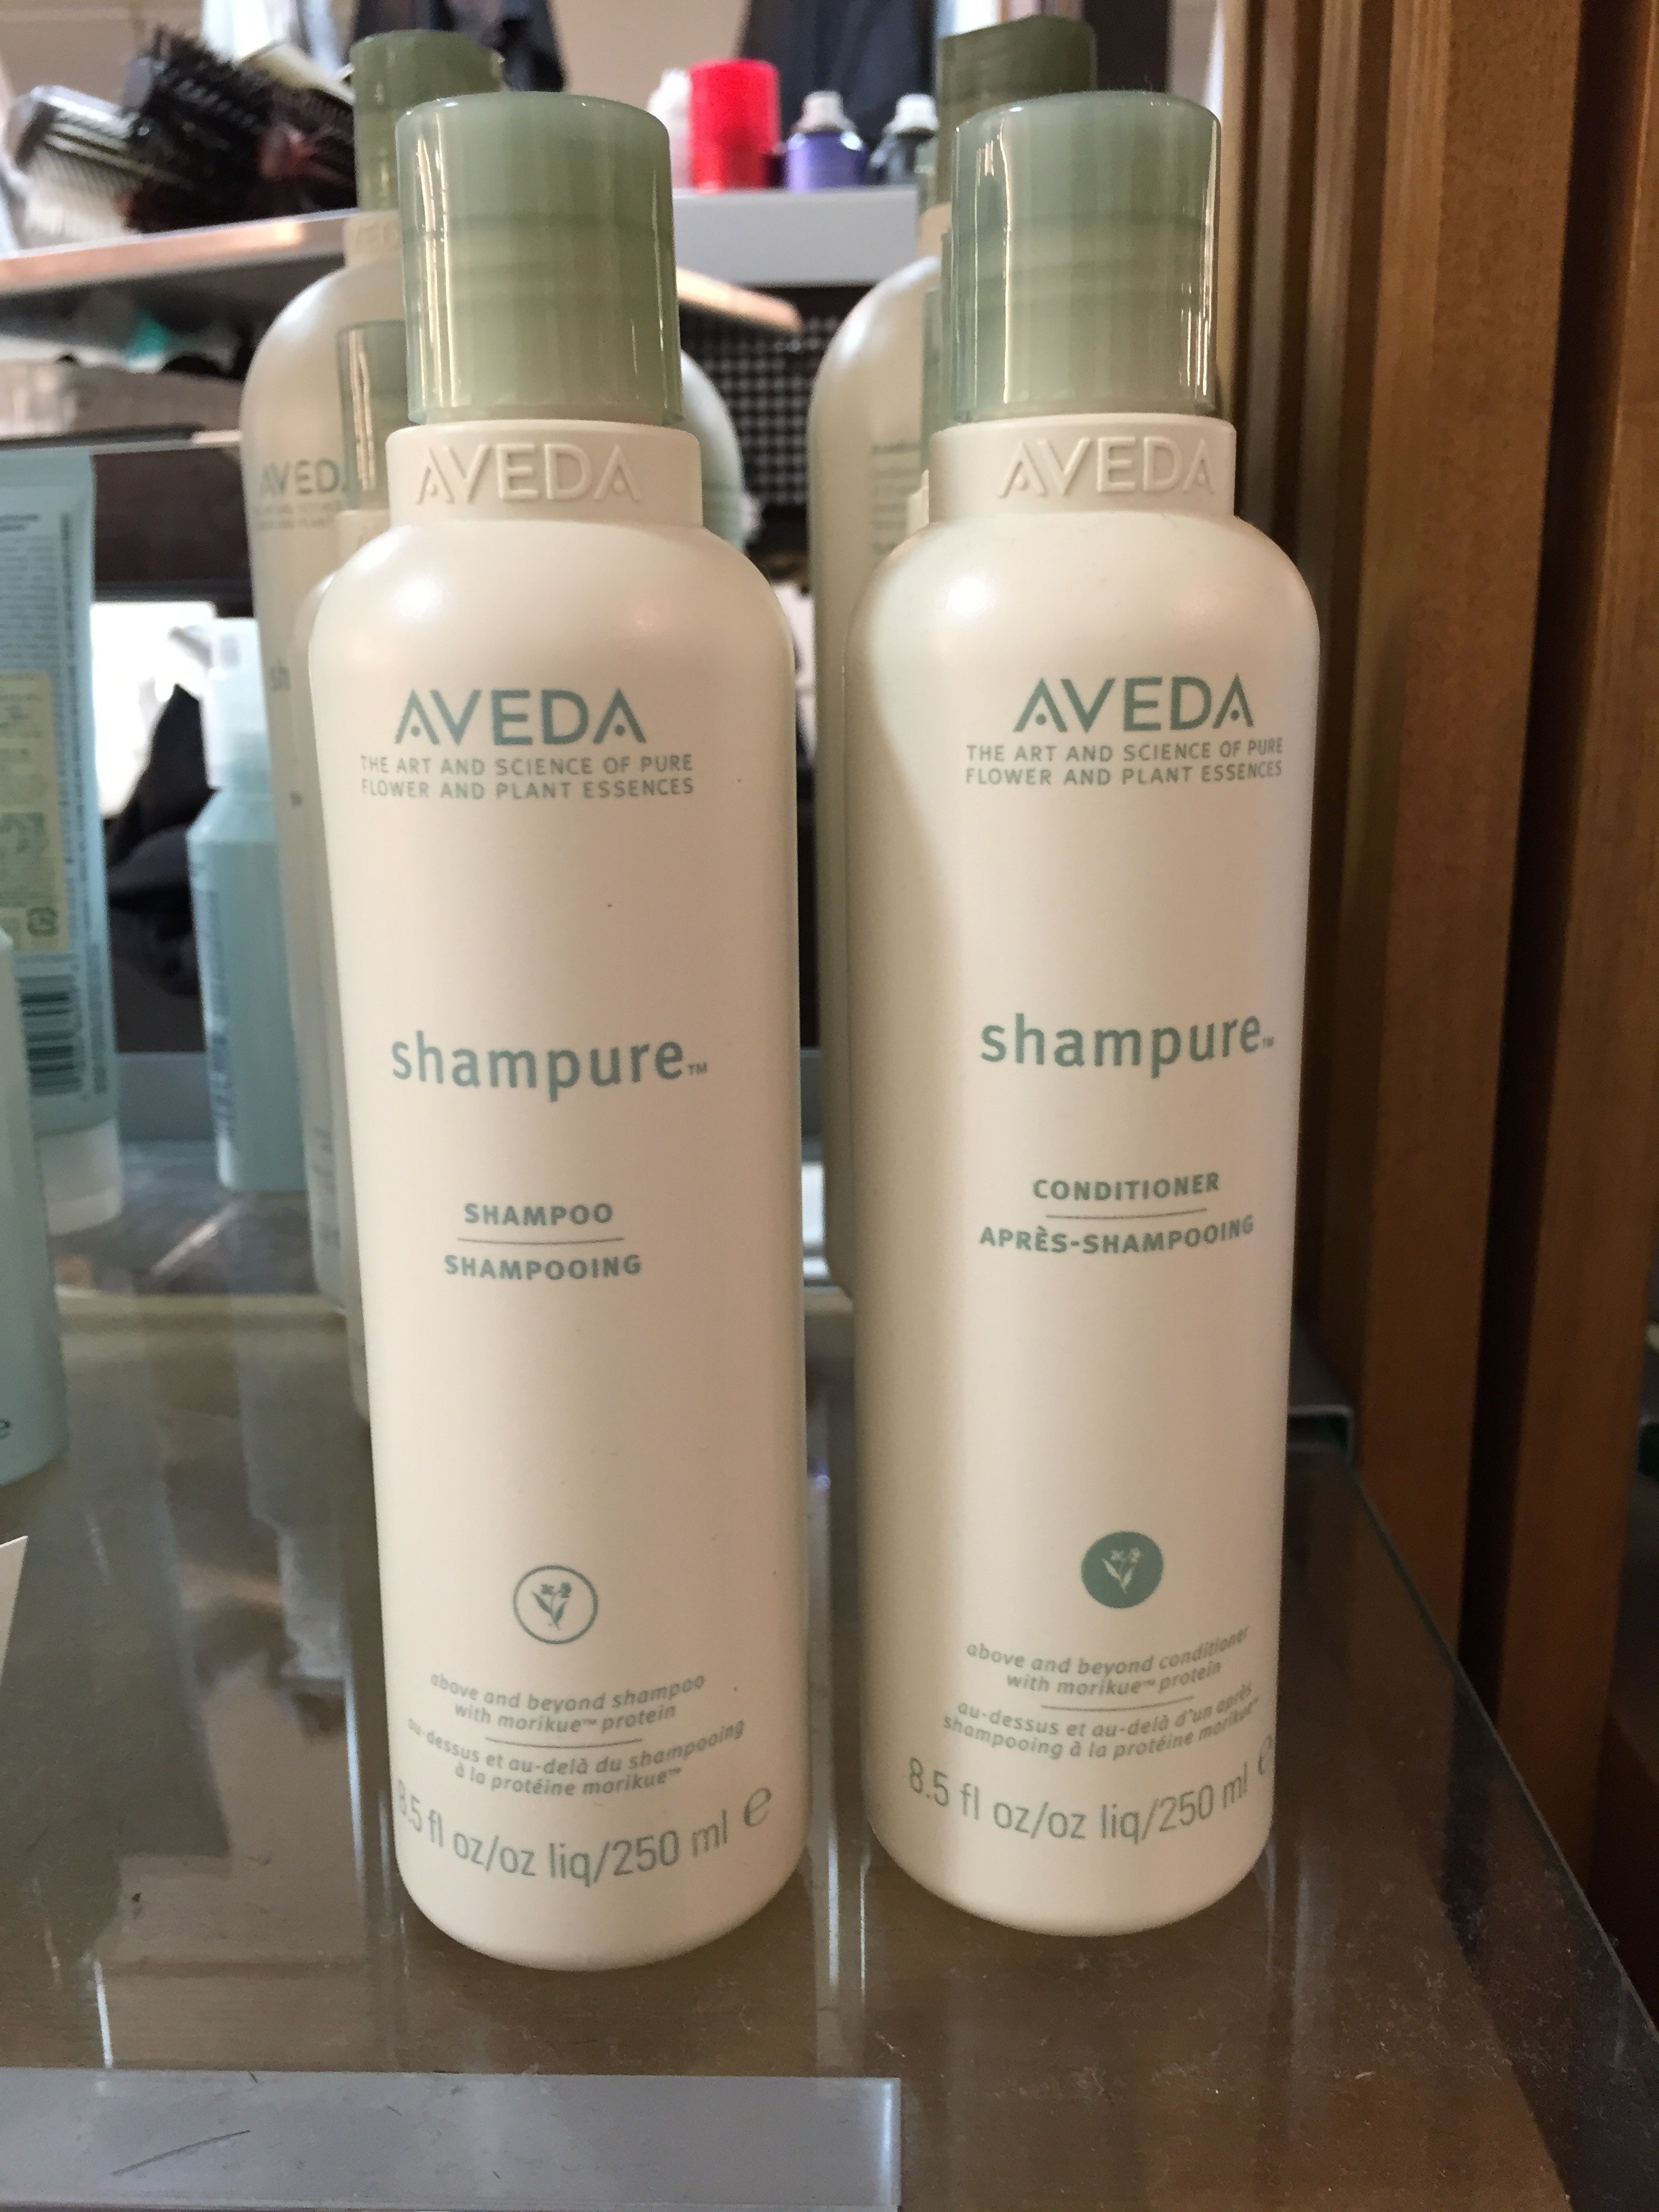 AVEDA
AVEDA
THE ART AND SCIENCE OF PURE
FLOWER AND PLANT ESSENCES
shampure™
SHAMPOO
SHAMPOOING
above and beyond shampoo
with morikue™ protein
au-dessus et au-delà du shampooing
à la protéine morikue™
8.5 fl oz/oz liq/250 ml e
AVEDA
AVEDA
THE ART AND SCIENCE OF PURE
FLOWER AND PLANT ESSENCES
shampure™
CONDITIONER
APRÈS-SHAMPOOING
above and beyond conditioner
with morikue™ protein
au-dessus et au-delà d'un après
shampooing à la protéine morikue™
8.5 fl oz/oz liq/250 ml e
AVEDA
sh